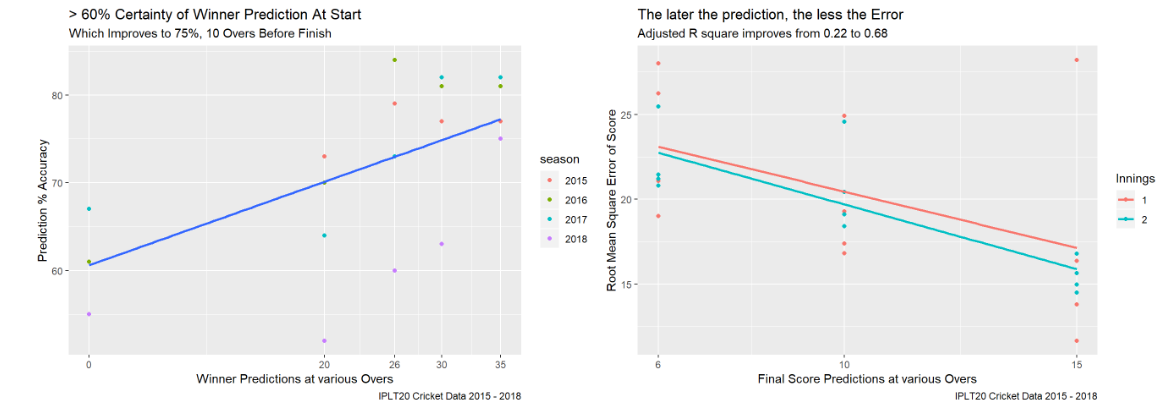 > 60% Certainty of Winner Prediction At Start
Which Improves to 75%, 10 Overs Before Finish
Prediction % Accuracy
80
70
60
0
20
26
30
35
Winner Predictions at various Overs
IPLT20 Cricket Data 2015 - 2018
season
2015
2016
2017
2018
The later the prediction, the less the Error
Adjusted R square improves from 0.22 to 0.68
Root Mean Square Error of Score
25
20
15
6
10
15
Final Score Predictions at various Overs
IPLT20 Cricket Data 2015 - 2018
Innings
1
2